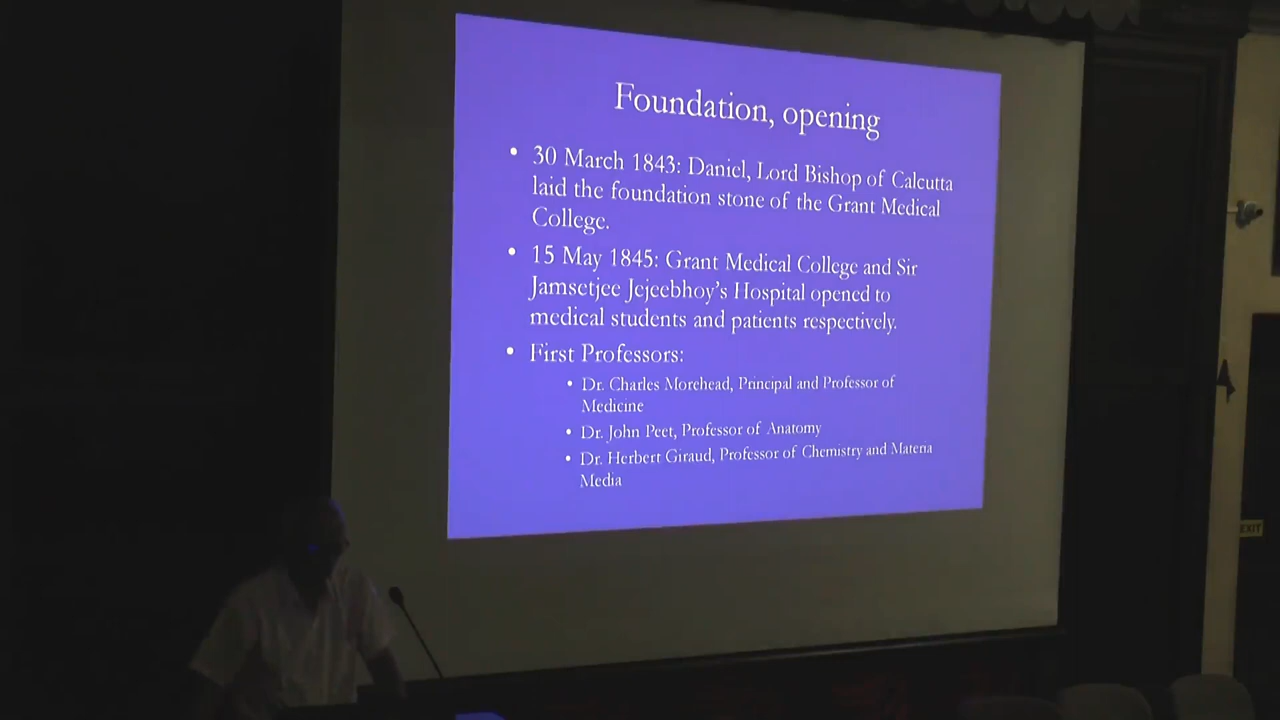 Foundation, opening
• 30 March 1843: Daniel, Lord Bishop of Calcutta
laid the foundation stone of the Grant Medical
College.
• 15 May 1845: Grant Medical College and Sir
Jamsetjee Jejeebhoy's Hospital opened to
medical students and patients respectively.
• First Professors:
• Dr. Charles Morehead, Principal and Professor of
Medicine
• Dr. John Peet, Professor of Anatomy
• Dr. Herbert Giraud, Professor of Chemistry and Materia
Media
EXIT